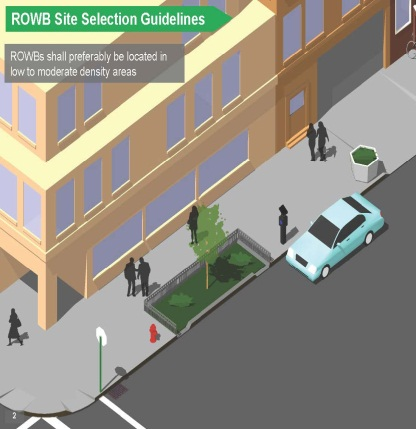 ROWB Site Selection Guidelines
ROWBs shall preferably be located in
low to moderate density areas
2